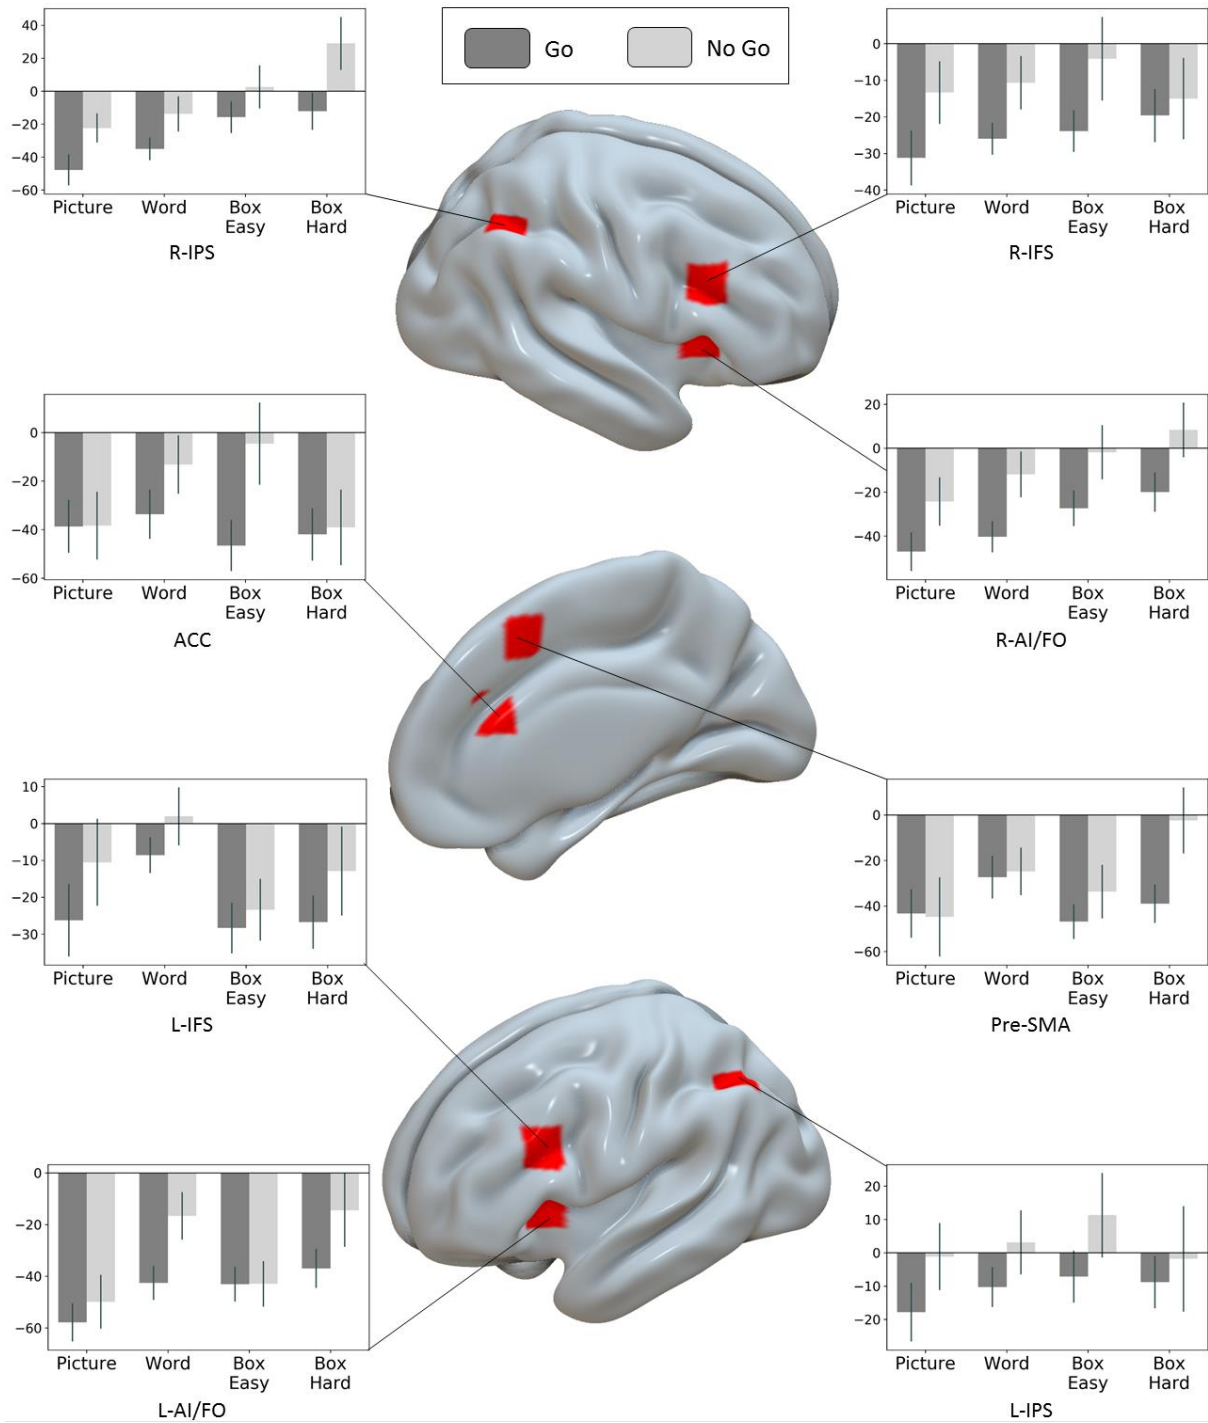 Go
No Go
40
20
0
−20
−40
−60
Picture
Word
Box
Easy
Box
Hard
R-IPS
0
−10
−20
−30
−40
Picture
Word
Box
Easy
Box
Hard
R-IFS
0
−20
−40
−60
Picture
Word
Box
Easy
Box
Hard
ACC
20
0
−20
−40
Picture
Word
Box
Easy
Box
Hard
R-AI/FO
10
0
−10
−20
−30
Picture
Word
Box
Easy
Box
Hard
L-IFS
0
−20
−40
−60
Picture
Word
Box
Easy
Box
Hard
Pre-SMA
0
−20
−40
−60
Picture
Word
Box
Easy
Box
Hard
L-AI/FO
20
10
0
−10
−20
Picture
Word
Box
Easy
Box
Hard
L-IPS